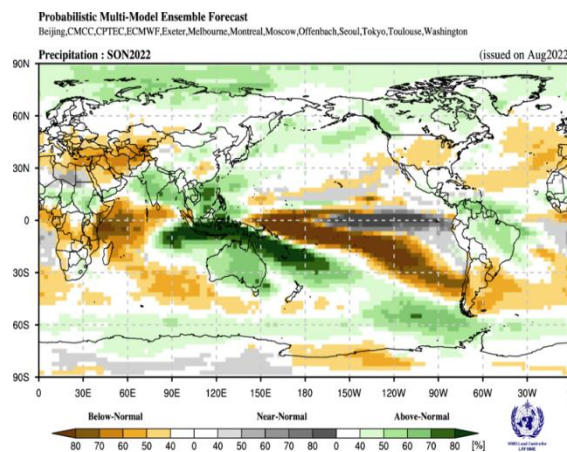 Probabilistic Multi-Model Ensemble Forecast
Beijing,CMCC,CPTEC,ECMWF,Exeter,Melbourne,Montreal,Moscow,Offenbach,Seoul,Tokyo,Toulouse,Washington
Precipitation : SON2022 (issued on Aug2022)
90N
60N
30N
0
30S
60S
90S
0 30E 60E 90E 120E 150E 180 150W 120W 90W 60W 30W
Below-Normal Near-Normal Above-Normal
80 70 60 50 40 0 40 50 60 70 80 0 40 50 60 70 80 [%]